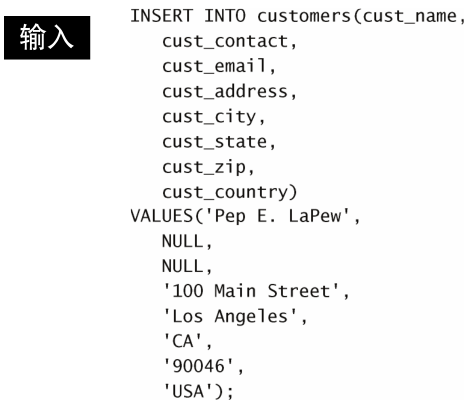 输入
INSERT INTO customers(cust_name,
cust_contact,
cust_email,
cust_address,
cust_city,
cust_state,
cust_zip,
cust_country)
VALUES('Pep E. LaPew',
NULL,
NULL,
'100 Main Street',
'Los Angeles',
'CA',
'90046',
'USA');